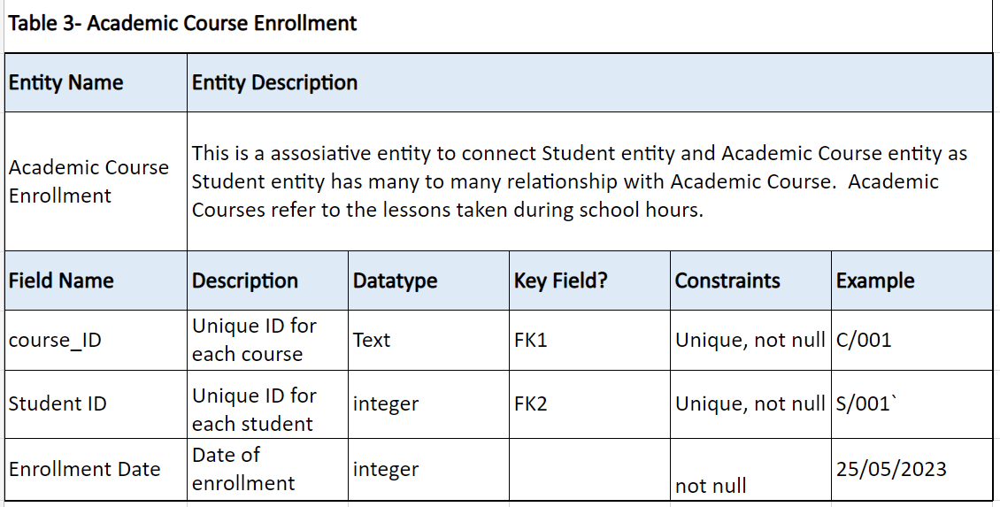 Table 3- Academic Course Enrollment
Entity Name Entity Description
Academic Course Enrollment
This is a assosiative entity to connect Student entity and Academic Course entity as
Student entity has many to many relationship with Academic Course.  Academic
Courses refer to the lessons taken during school hours.
Field Name Description Datatype Key Field? Constraints Example
course_ID Unique ID for each course Text FK1 Unique, not null C/001
Student ID Unique ID for each student integer FK2 Unique, not null S/001`
Enrollment Date Date of enrollment integer not null 25/05/2023